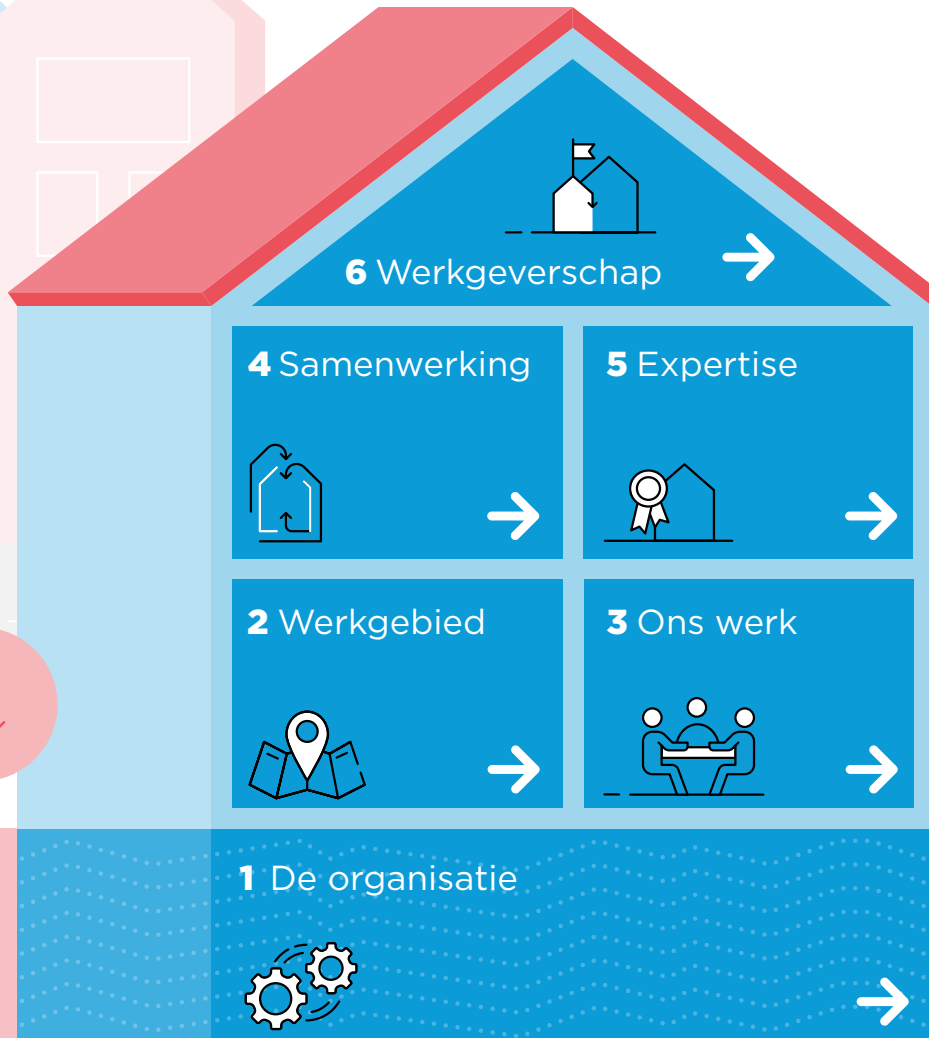 6 Werkgeverschap
4 Samenwerking
5 Expertise
2 Werkgebied
3 Ons werk
1 De organisatie